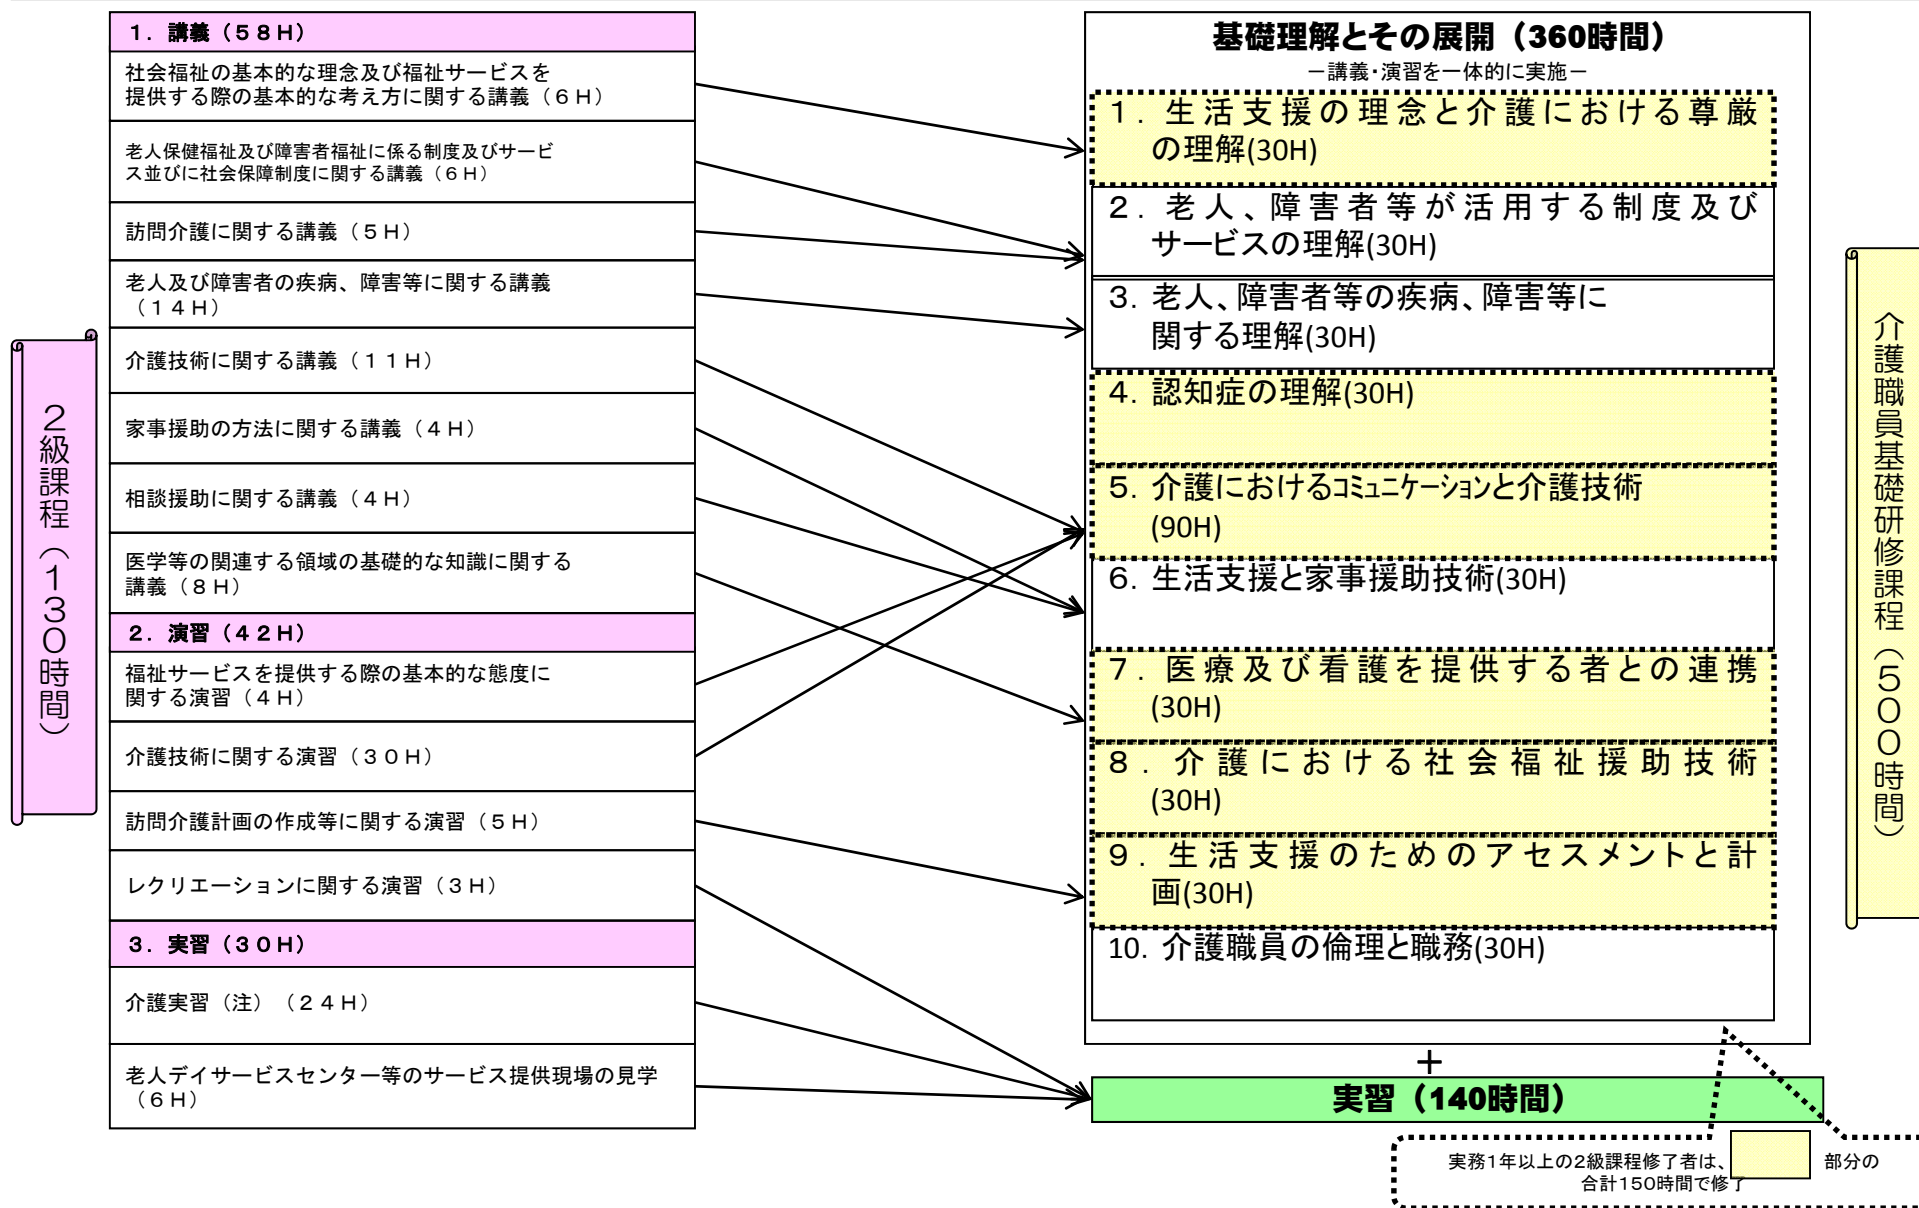 ２級課程（１３０時間）
１．講義（５８Ｈ）
社会福祉の基本的な理念及び福祉サービスを
提供する際の基本的な考え方に関する講義（６Ｈ）
老人保健福祉及び障害者福祉に係る制度及びサービ
ス並びに社会保障制度に関する講義（６Ｈ）
訪問介護に関する講義（５Ｈ）
老人及び障害者の疾病、障害等に関する講義
（１４Ｈ）
介護技術に関する講義（１１Ｈ）
家事援助の方法に関する講義（４Ｈ）
相談援助に関する講義（４Ｈ）
医学等の関連する領域の基礎的な知識に関する
講義（８Ｈ）
２．演習（４２Ｈ）
福祉サービスを提供する際の基本的な態度に
関する演習（４Ｈ）
介護技術に関する演習（３０Ｈ）
訪問介護計画の作成等に関する演習（５Ｈ）
レクリエーションに関する演習（３Ｈ）
３．実習（３０Ｈ）
介護実習（注）（２４Ｈ）
老人デイサービスセンター等のサービス提供現場の見学
（６Ｈ）
基礎理解とその展開（360時間）
－講義・演習を一体的に実施－
１．生活支援の理念と介護における尊厳
の理解(30H)
２．老人、障害者等が活用する制度及び
サービスの理解(30H)
３．老人、障害者等の疾病、障害等に
関する理解(30H)
４．認知症の理解(30H)
５．介護におけるｺﾐｭﾆｹｰｼｮﾝと介護技術
(90H)
６．生活支援と家事援助技術(30H)
７．医療及び看護を提供する者との連携
(30H)
８．介護における社会福祉援助技術
(30H)
９．生活支援のためのアセスメントと計
画(30H)
10．介護職員の倫理と職務(30H)
＋
実習（140時間）
実務１年以上の２級課程修了者は、　　　部分の
合計１５０時間で修了
介護職員基礎研修課程（５００時間）